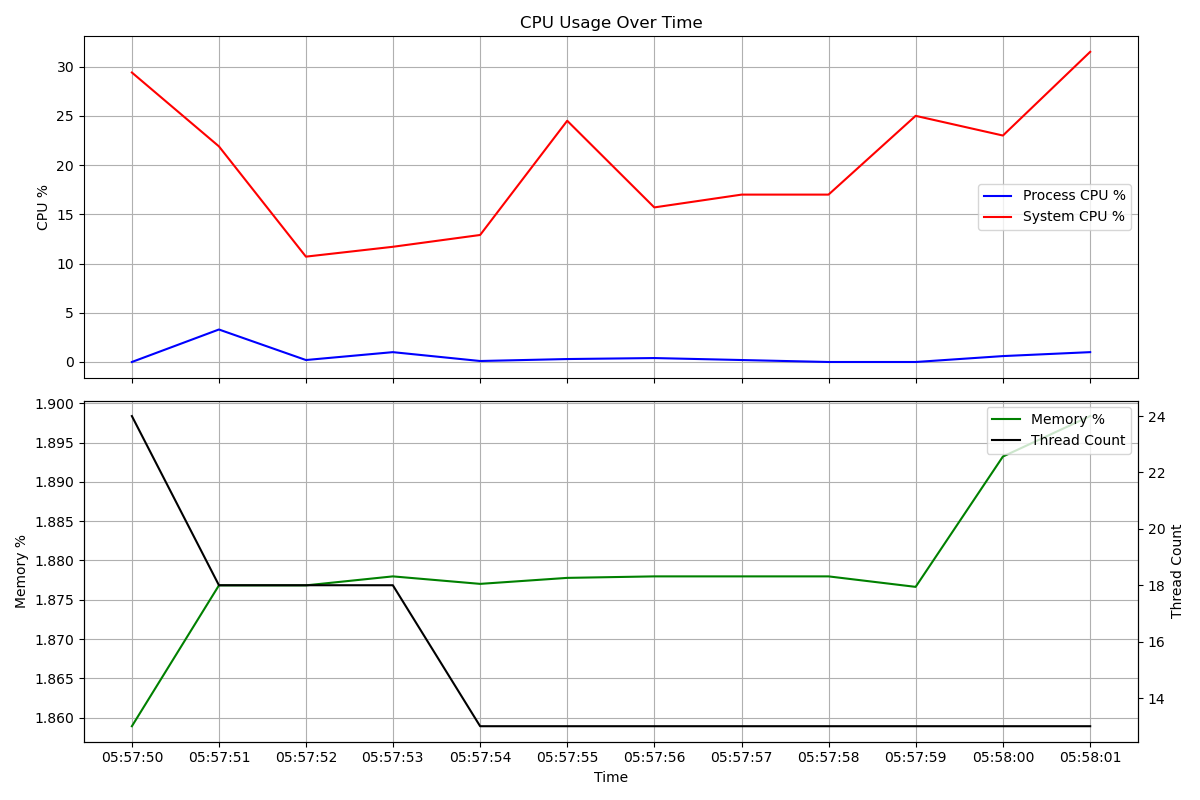 CPU Usage Over Time
30
25
20
15
10
5
0
CPU %
Process CPU %
System CPU %
1.900
1.895
1.890
1.885
1.880
1.875
1.870
1.865
1.860
Memory %
Memory %
Thread Count
24
22
20
18
16
14
Thread Count
05:57:50 05:57:51 05:57:52 05:57:53 05:57:54 05:57:55 05:57:56 05:57:57 05:57:58 05:57:59 05:58:00 05:58:01
Time